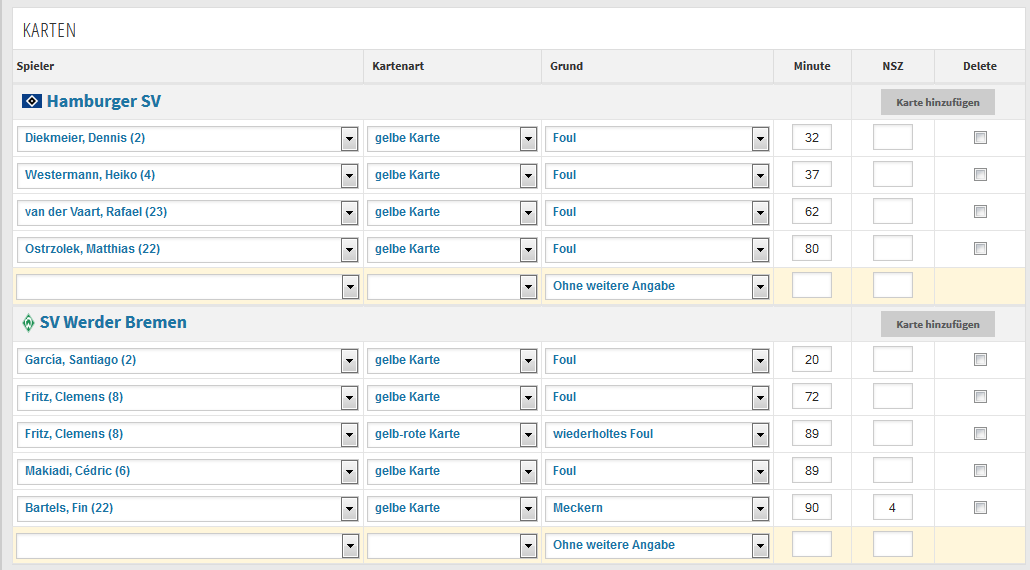 KARTEN
Spieler Kartenart Grund Minute NSZ Delete
Hamburger SV Karte hinzufügen
Diekmeier, Dennis (2) gelbe Karte Foul 32
Westermann, Heiko (4) gelbe Karte Foul 37
van der Vaart, Rafael (23) gelbe Karte Foul 62
Ostrzolek, Matthias (22) gelbe Karte Foul 80
Ohne weitere Angabe
SV Werder Bremen Karte hinzufügen
García, Santiago (2) gelbe Karte Foul 20
Fritz, Clemens (8) gelbe Karte Foul 72
Fritz, Clemens (8) gelb-rote Karte wiederholtes Foul 89
Makiadi, Cédric (6) gelbe Karte Foul 89
Bartels, Fin (22) gelbe Karte Meckern 90 4
Ohne weitere Angabe